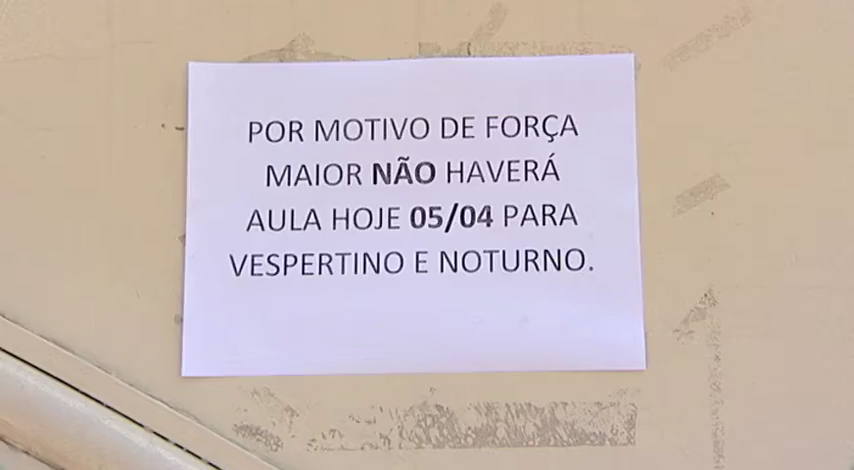 POR MOTIVO DE FORÇA
MAIOR NÃO HAVERÁ
AULA HOJE 05/04 PARA
VESPERTINO E NOTURNO.